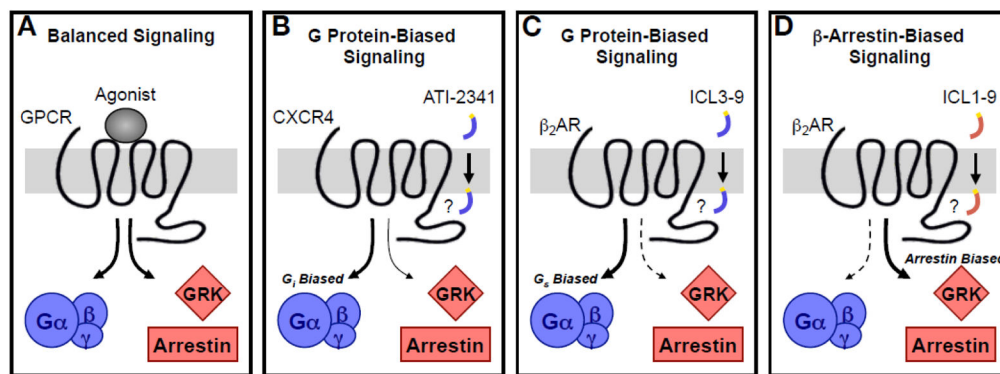 A
Balanced Signaling
Agonist
GPCR
Gα
β
γ
GRK
Arrestin
B
G Protein-Biased
Signaling
ATI-2341
CXCR4
?
Gi Biased
Gα
β
γ
GRK
Arrestin
C
G Protein-Biased
Signaling
ICL3-9
β₂AR
?
Gs Biased
Gα
β
γ
GRK
Arrestin
D
β-Arrestin-Biased
Signaling
ICL1-9
β₂AR
?
Arrestin Biased
Gα
β
γ
GRK
Arrestin